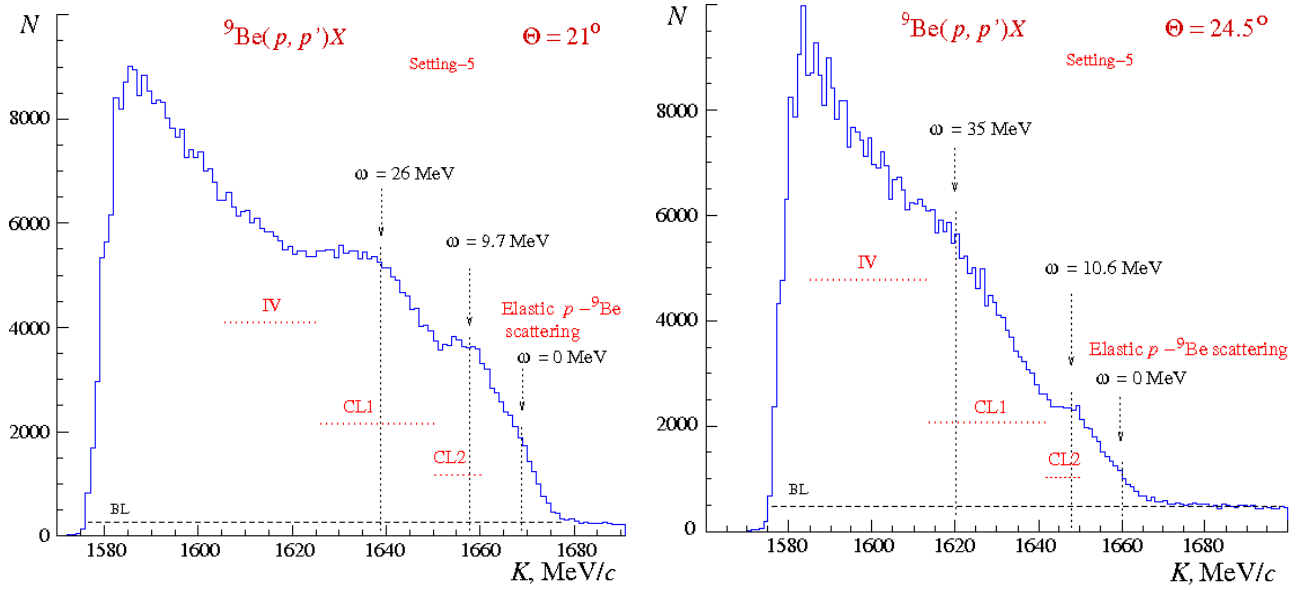 N
⁹Be(p, p′)X
Θ = 21°
Setting–5
8000
6000
4000
2000
0
ω = 26 MeV
ω = 9.7 MeV
Elastic p –⁹Be
scattering
ω = 0 MeV
IV
CL1
CL2
BL
1580
1600
1620
1640
1660
1680
K, MeV/c
N
⁹Be(p, p′)X
Θ = 24.5°
Setting–5
8000
6000
4000
2000
0
ω = 35 MeV
ω = 10.6 MeV
Elastic p –⁹Be scattering
ω = 0 MeV
IV
CL1
CL2
BL
1580
1600
1620
1640
1660
1680
K, MeV/c